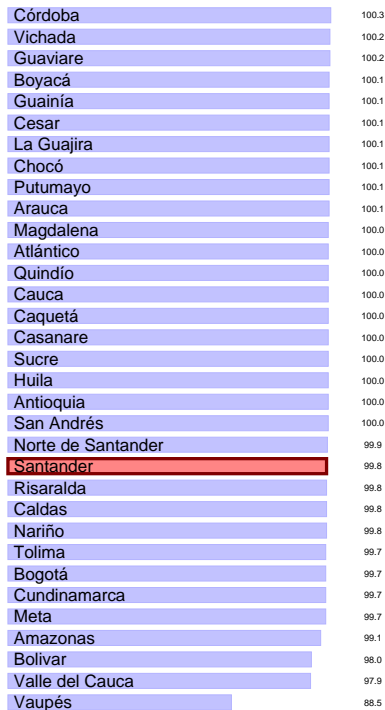 Córdoba 100.3
Vichada 100.2
Guaviare 100.2
Boyacá 100.1
Guainía 100.1
Cesar 100.1
La Guajira 100.1
Chocó 100.1
Putumayo 100.1
Arauca 100.1
Magdalena 100.0
Atlántico 100.0
Quindío 100.0
Cauca 100.0
Caquetá 100.0
Casanare 100.0
Sucre 100.0
Huila 100.0
Antioquia 100.0
San Andrés 100.0
Norte de Santander 99.9
Santander 99.8
Risaralda 99.8
Caldas 99.8
Nariño 99.8
Tolima 99.7
Bogotá 99.7
Cundinamarca 99.7
Meta 99.7
Amazonas 99.1
Bolivar 98.0
Valle del Cauca 97.9
Vaupés 88.5